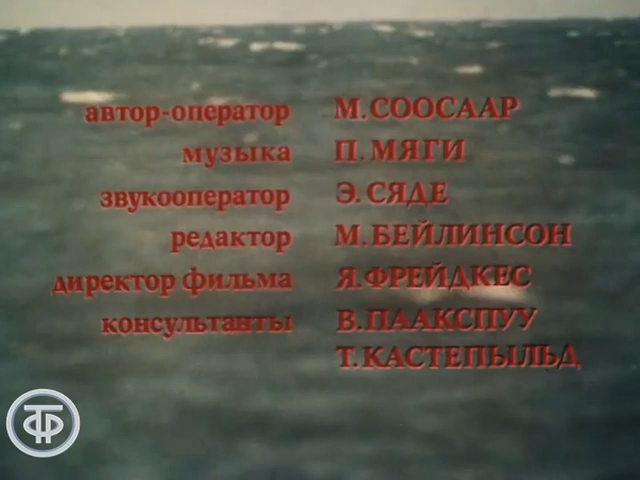 автор-оператор М. СООСААР
музыка П. МЯГИ
звукооператор Э. СЯДЕ
редактор М. БЕЙЛИНСОН
директор фильма Я. ФРЕЙДКЕС
консультанты В. ПААКСПУУ
Т. КАСТЕПЫЛЬД